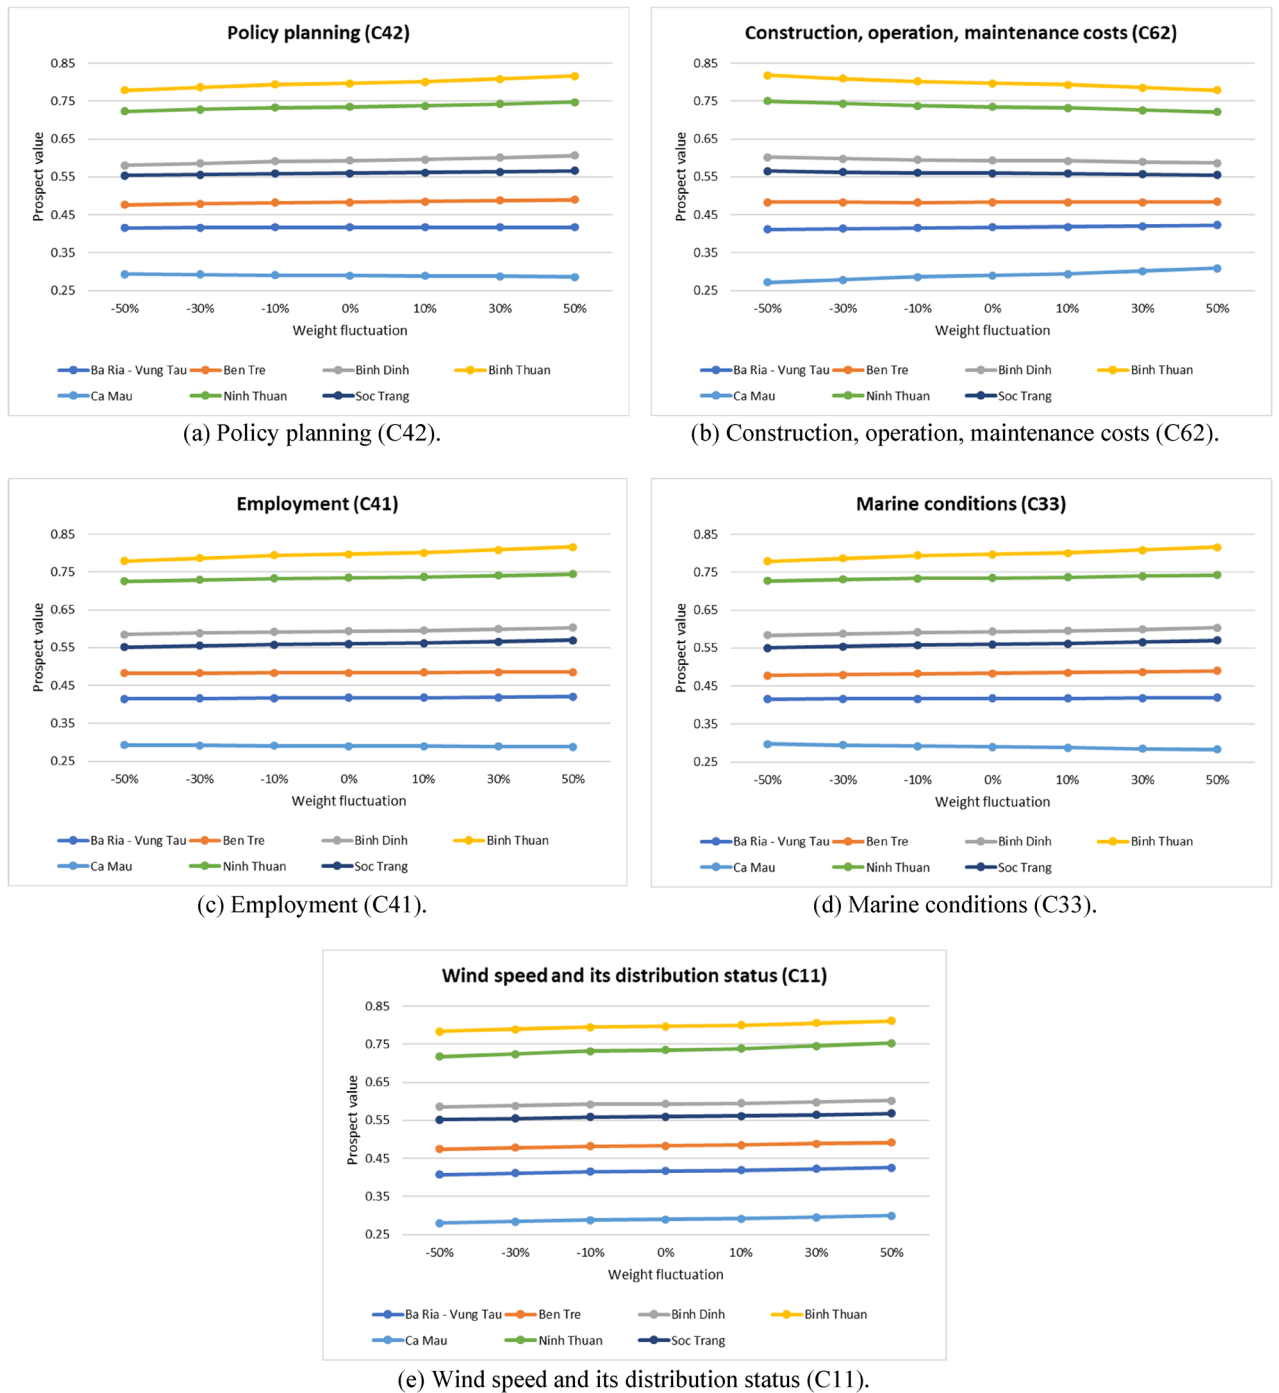 Policy planning (C42)
Prospect value
0.85
0.75
0.65
0.55
0.45
0.35
0.25
-50% -30% -10% 0% 10% 30% 50%
Weight fluctuation
Ba Ria - Vung Tau Ben Tre Binh Dinh Binh Thuan
Ca Mau Ninh Thuan Soc Trang
(a) Policy planning (C42).
Construction, operation, maintenance costs (C62)
Prospect value
0.85
0.75
0.65
0.55
0.45
0.35
0.25
-50% -30% -10% 0% 10% 30% 50%
Weight fluctuation
Ba Ria - Vung Tau Ben Tre Binh Dinh Binh Thuan
Ca Mau Ninh Thuan Soc Trang
(b) Construction, operation, maintenance costs (C62).
Employment (C41)
Prospect value
0.85
0.75
0.65
0.55
0.45
0.35
0.25
-50% -30% -10% 0% 10% 30% 50%
Weight fluctuation
Ba Ria - Vung Tau Ben Tre Binh Dinh Binh Thuan
Ca Mau Ninh Thuan Soc Trang
(c) Employment (C41).
Marine conditions (C33)
Prospect value
0.85
0.75
0.65
0.55
0.45
0.35
0.25
-50% -30% -10% 0% 10% 30% 50%
Weight fluctuation
Ba Ria - Vung Tau Ben Tre Binh Dinh Binh Thuan
Ca Mau Ninh Thuan Soc Trang
(d) Marine conditions (C33).
Wind speed and its distribution status (C11)
Prospect value
0.85
0.75
0.65
0.55
0.45
0.35
0.25
-50% -30% -10% 0% 10% 30% 50%
Weight fluctuation
Ba Ria - Vung Tau Ben Tre Binh Dinh Binh Thuan
Ca Mau Ninh Thuan Soc Trang
(e) Wind speed and its distribution status (C11).